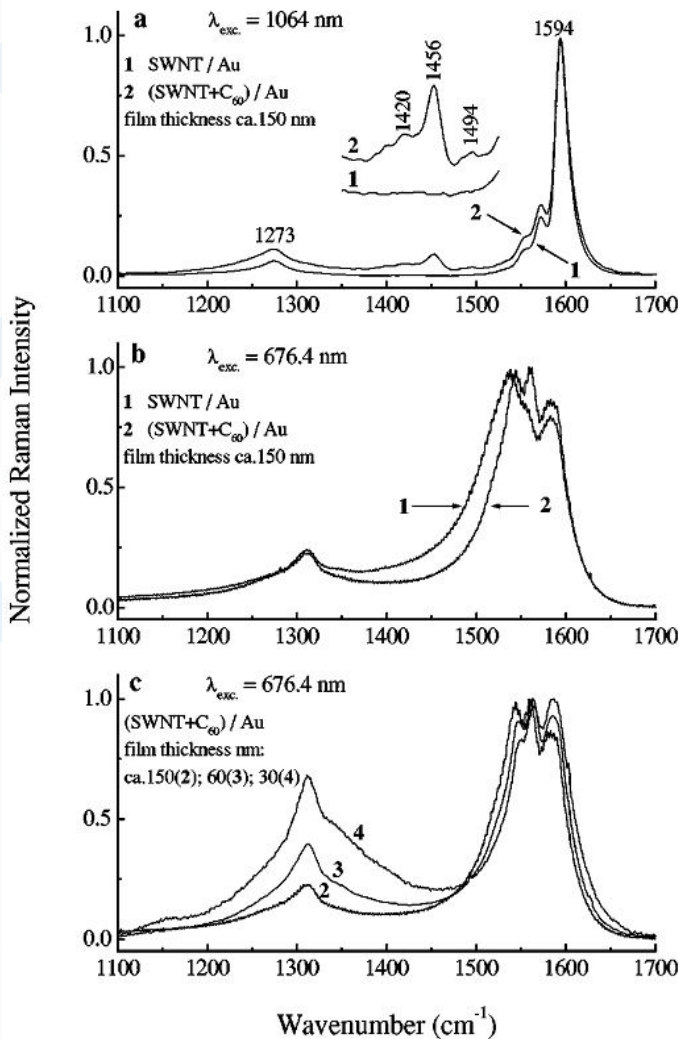 Normalized Raman Intensity
a λexc. = 1064 nm
1 SWNT / Au
2 (SWNT+C60) / Au
film thickness ca.150 nm
1420
1456
1494
1594
2
1
1273
2
1
1.0
0.5
0.0
1100 1200 1300 1400 1500 1600 1700
b λexc. = 676.4 nm
1 SWNT / Au
2 (SWNT+C60) / Au
film thickness ca.150 nm
1 2
1.0
0.5
0.0
1100 1200 1300 1400 1500 1600 1700
c λexc. = 676.4 nm
(SWNT+C60) / Au
film thickness nm:
ca.150(2); 60(3); 30(4)
4
3
2
1.0
0.5
0.0
1100 1200 1300 1400 1500 1600 1700
Wavenumber (cm-1)